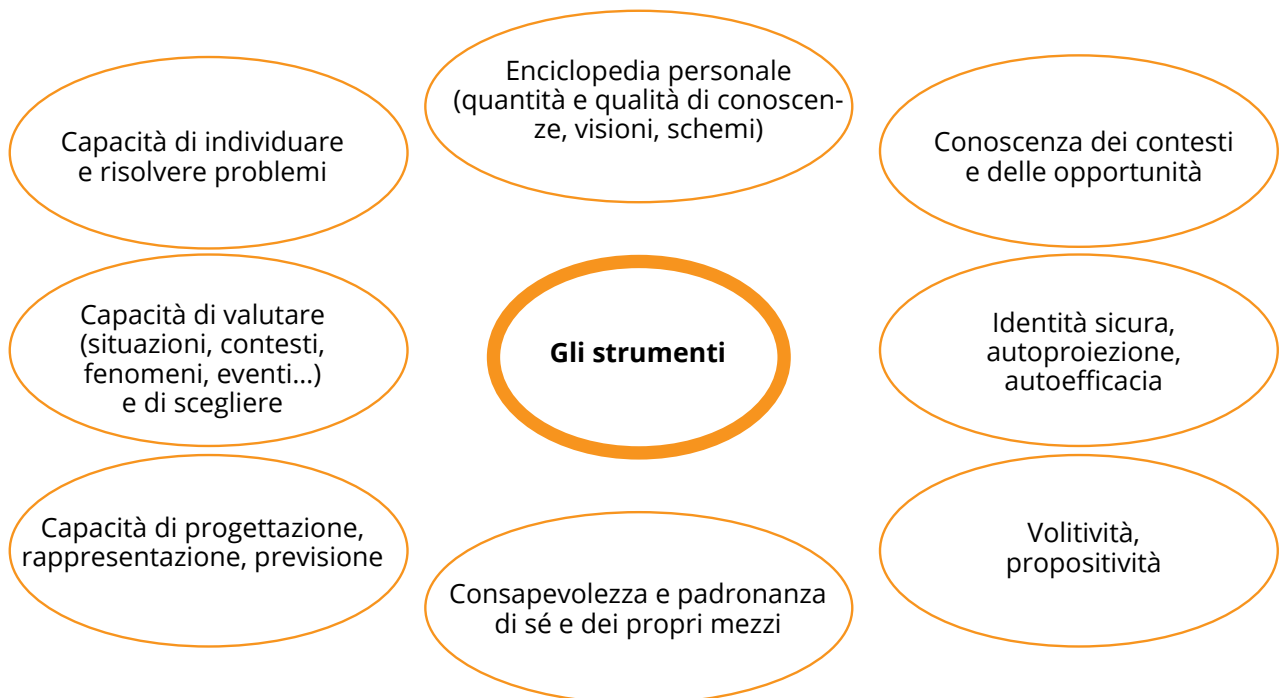 Enciclopedia personale
(quantità e qualità di conoscen-
ze, visioni, schemi)
Capacità di individuare
e risolvere problemi
Conoscenza dei contesti
e delle opportunità
Capacità di valutare
(situazioni, contesti,
fenomeni, eventi...)
e di scegliere
Gli strumenti
Identità sicura,
autoproiezione,
autoefficacia
Capacità di progettazione,
rappresentazione, previsione
Consapevolezza e padronanza
di sé e dei propri mezzi
Volitività,
propositività